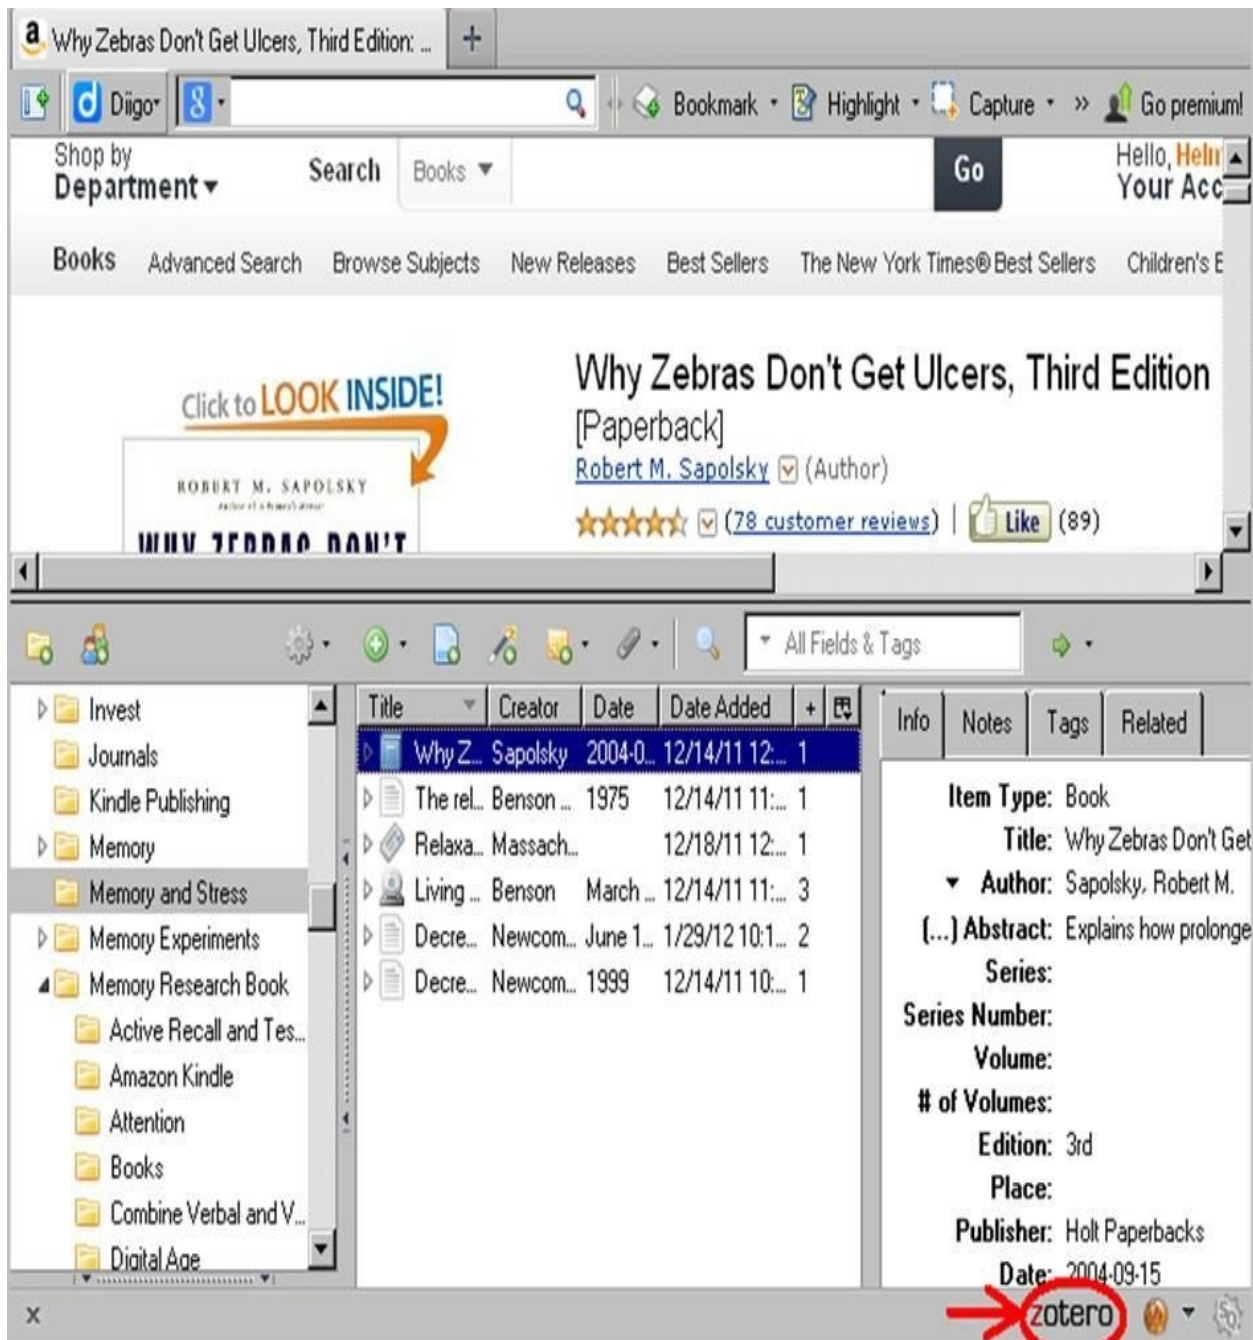 Why Zebras Don't Get Ulcers, Third Edition: ...
Diigo
Bookmark Highlight Capture » Go premium!
Shop by
Department
Search Books Go
Hello,
Your Acc
Books Advanced Search Browse Subjects New Releases Best Sellers The New York Times® Best Sellers Children's
Click to LOOK INSIDE!
ROBERT M. SAPOLSKY
WHY ZEBRAS DON'T
Why Zebras Don't Get Ulcers, Third Edition
[Paperback]
Robert M. Sapolsky (Author)
(78 customer reviews) | Like (89)
All Fields & Tags
Invest
Journals
Kindle Publishing
Memory
Memory and Stress
Memory Experiments
Memory Research Book
Active Recall and Tes...
Amazon Kindle
Attention
Books
Combine Verbal and V...
Digital Age
Title Creator Date Date Added +
Why Z... Sapolsky 2004-0... 12/14/11 12:... 1
The rel... Benson ... 1975 12/14/11 11:... 1
Relaxa... Massach... 12/18/11 12:... 1
Living ... Benson March ... 12/14/11 11:... 3
Decre... Newcom... June 1... 1/29/12 10:1... 2
Decre... Newcom... 1999 12/14/11 10:... 1
Info Notes Tags Related
Item Type: Book
Title: Why Zebras Don't Get
Author: Sapolsky, Robert M.
(...) Abstract: Explains how prolonge
Series:
Series Number:
Volume:
# of Volumes:
Edition: 3rd
Place:
Publisher: Holt Paperbacks
Date: 2004-09-15
x zotero